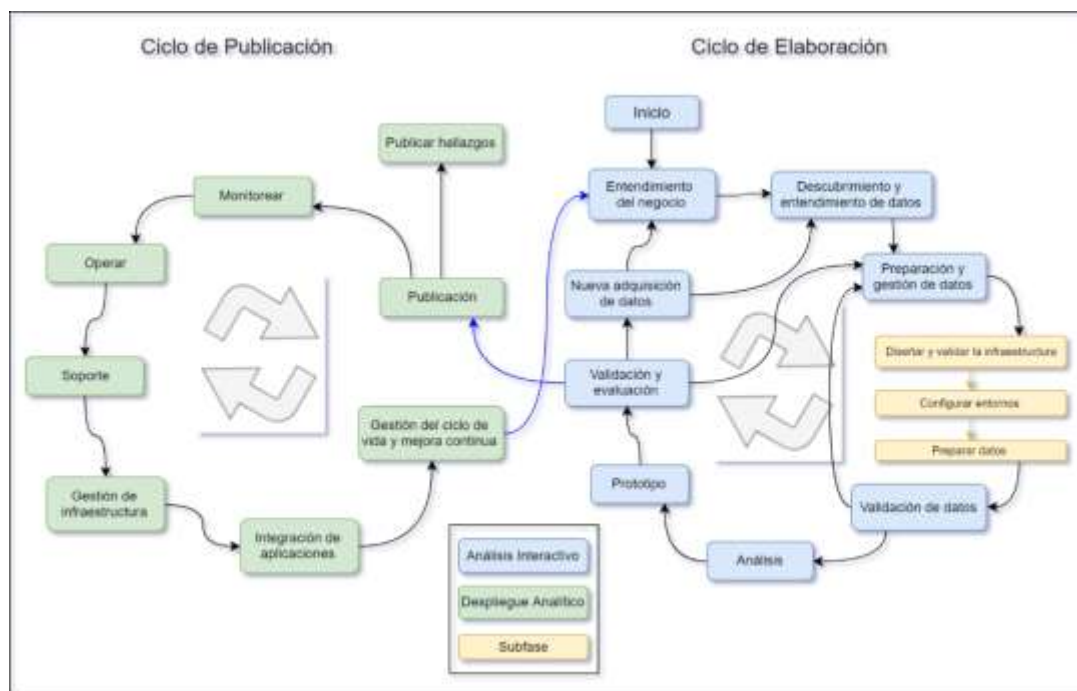 Ciclo de Publicación
Ciclo de Elaboración
Inicio
Publicar hallazgos
Monitorear
Entendimiento
del negocio
Descubrimiento y
entendimiento de datos
Operar
Publicación
Nueva adquisición
de datos
Preparación y
gestión de datos
Soporte
Validación y
evaluación
Diseñar y validar la infraestructura
Configurar entornos
Preparar datos
Gestión del ciclo de
vida y mejora continua
Gestión de
infraestructura
Prototipo
Validación de datos
Integración de
aplicaciones
Análisis
Análisis Interactivo
Despliegue Analítico
Subfase